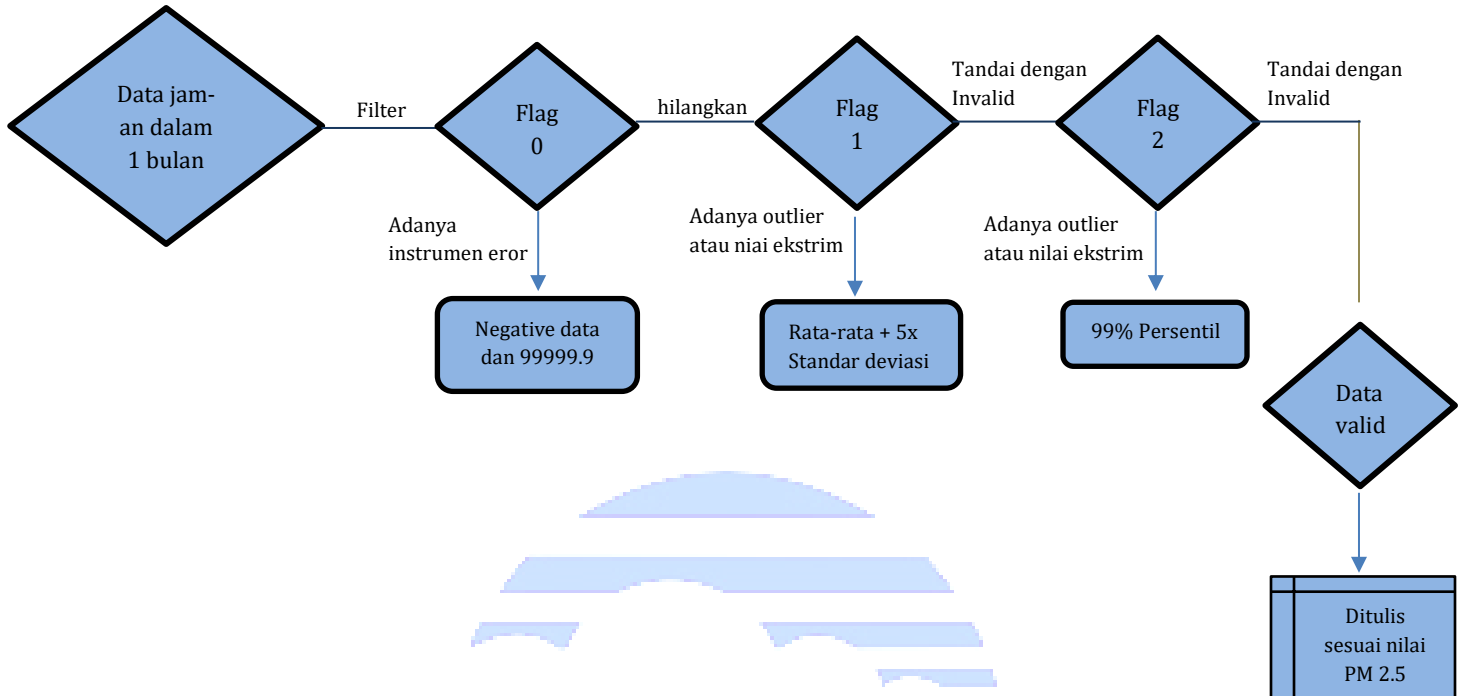 Data jam-
an dalam
1 bulan
Filter
Flag
0
hilangkan
Flag
1
Tandai dengan
Invalid
Flag
2
Tandai dengan
Invalid
Adanya
instrumen eror
Adanya outlier
atau niai ekstrim
Adanya outlier
atau nilai ekstrim
Negative data
dan 99999.9
Rata-rata + 5x
Standar deviasi
99% Persentil
Data
valid
Ditulis
sesuai nilai
PM 2.5